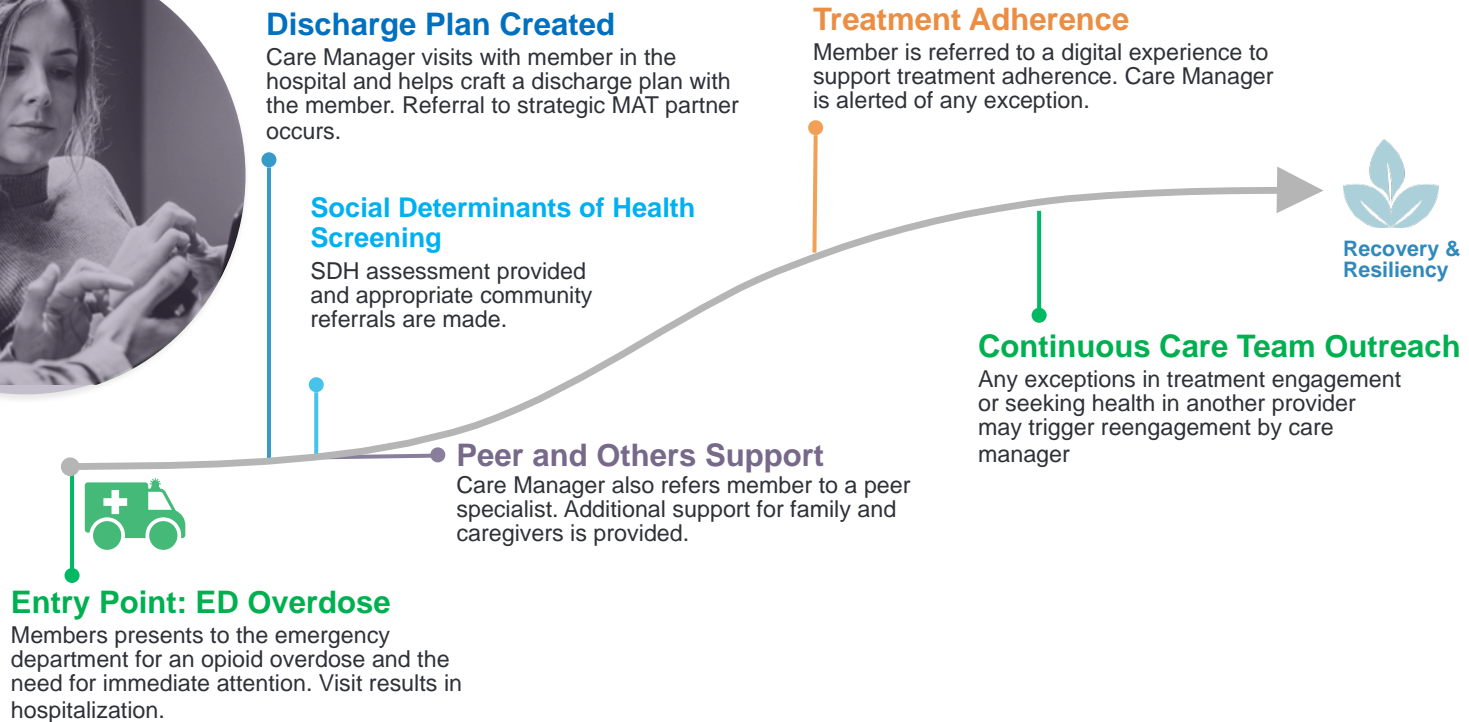 Discharge Plan Created
Care Manager visits with member in the
hospital and helps craft a discharge plan with
the member. Referral to strategic MAT partner
occurs.
Treatment Adherence
Member is referred to a digital experience to
support treatment adherence. Care Manager
is alerted of any exception.
Social Determinants of Health
Screening
SDH assessment provided
and appropriate community
referrals are made.
Recovery &
Resiliency
Continuous Care Team Outreach
Any exceptions in treatment engagement
or seeking health in another provider
may trigger reengagement by care
manager
Peer and Others Support
Care Manager also refers member to a peer
specialist. Additional support for family and
caregivers is provided.
Entry Point: ED Overdose
Members presents to the emergency
department for an opioid overdose and the
need for immediate attention. Visit results in
hospitalization.